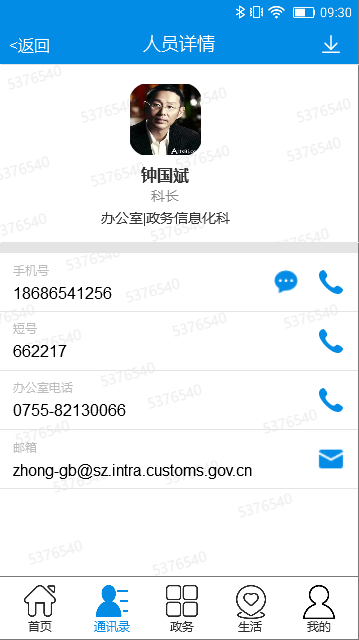 09:30
<返回
人员详情
钟国斌
科长
办公室|政务信息化科
手机号
18686541256
短号
662217
办公室电话
0755-82130066
邮箱
zhong-gb@sz.intra.customs.gov.cn
首页
通讯录
政务
生活
我的
5376540